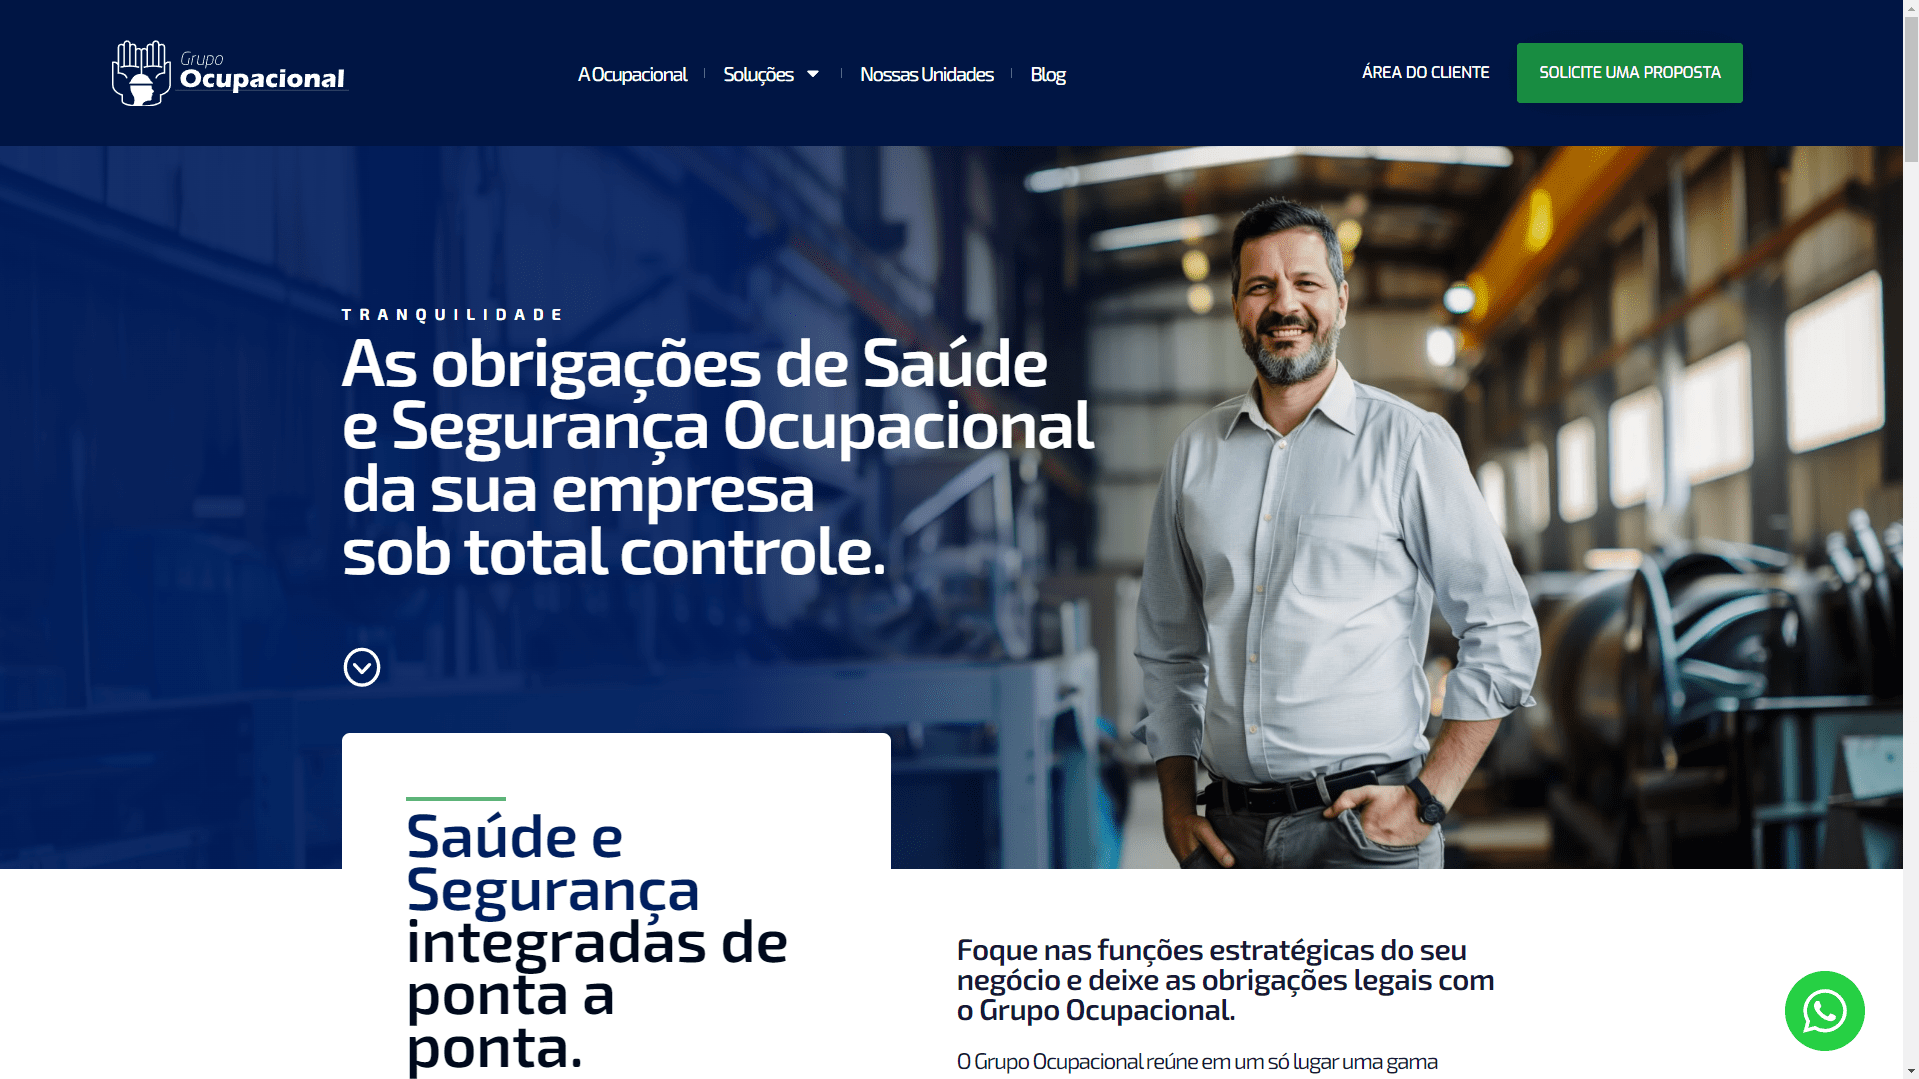 Grupo
Ocupacional
A Ocupacional
Soluções
Nossas Unidades
Blog
ÁREA DO CLIENTE
SOLICITE UMA PROPOSTA
TRANQUILIDADE
As obrigações de Saúde
e Segurança Ocupacional
da sua empresa
sob total controle.
Saúde e
Segurança
integradas de
ponta a
ponta.
Foque nas funções estratégicas do seu
negócio e deixe as obrigações legais com
o Grupo Ocupacional.
O Grupo Ocupacional reúne em um só lugar uma gama